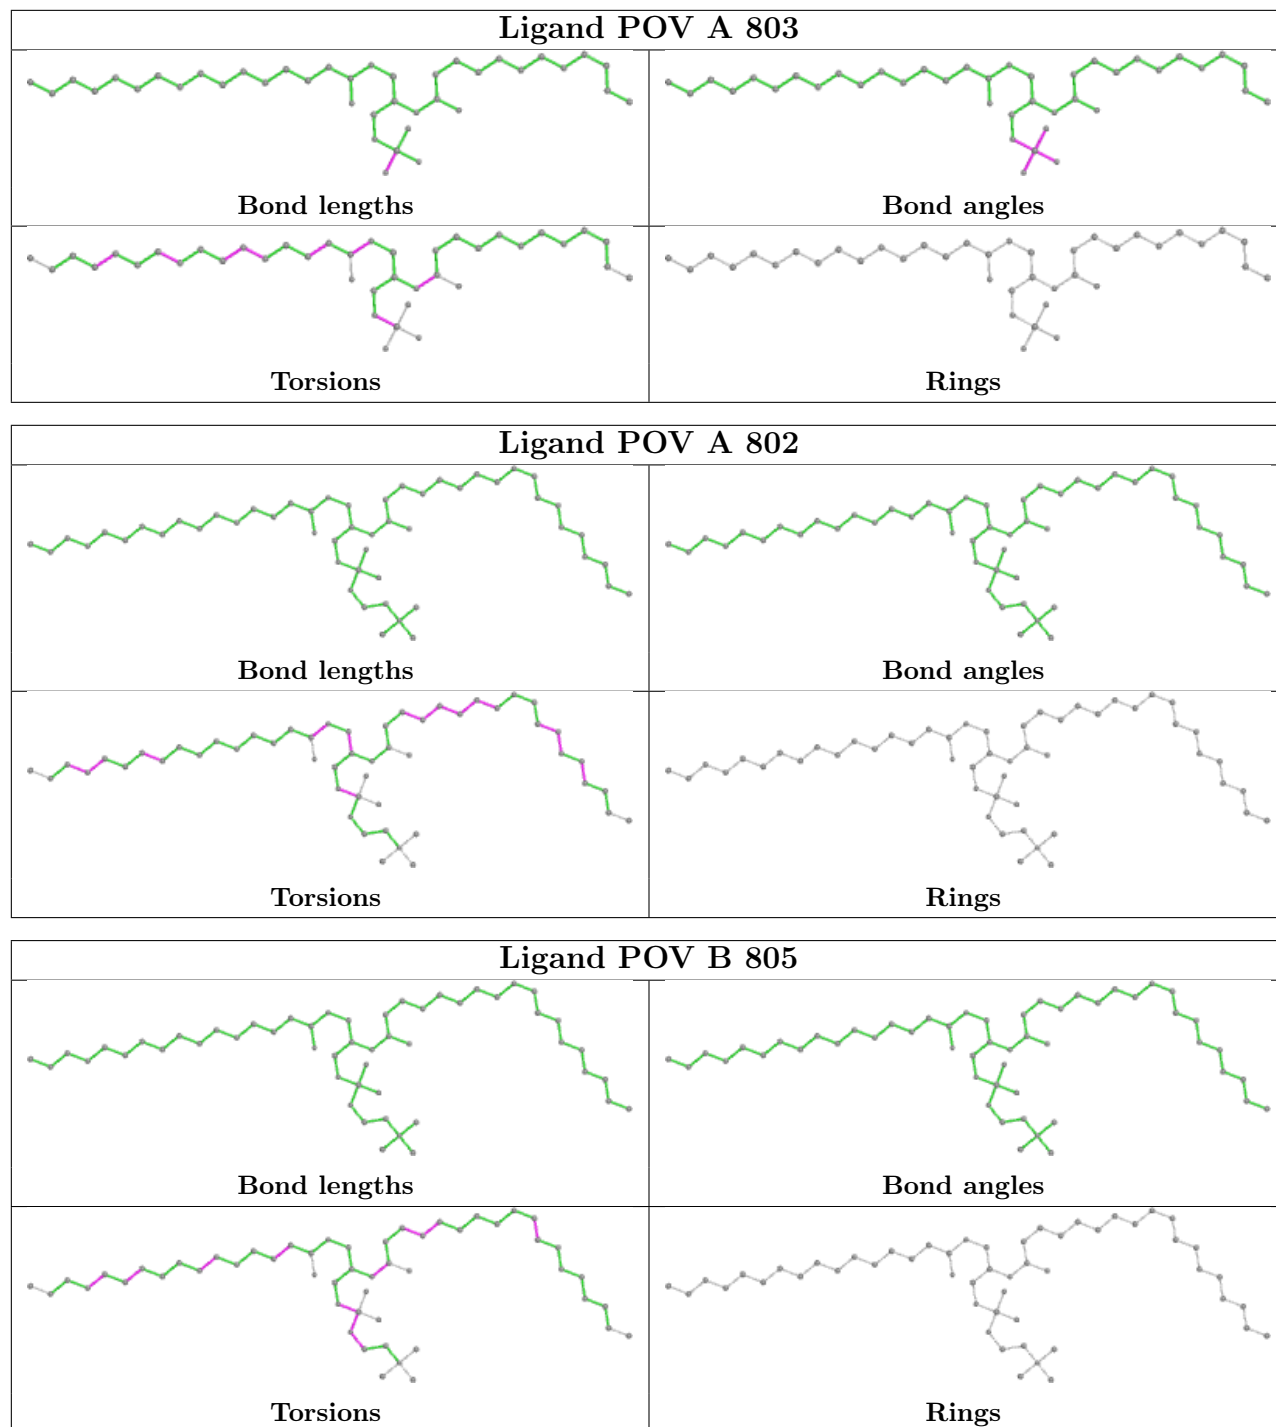 Ligand POV A 803
Bond lengths
Bond angles
Torsions
Rings
Ligand POV A 802
Bond lengths
Bond angles
Torsions
Rings
Ligand POV B 805
Bond lengths
Bond angles
Torsions
Rings